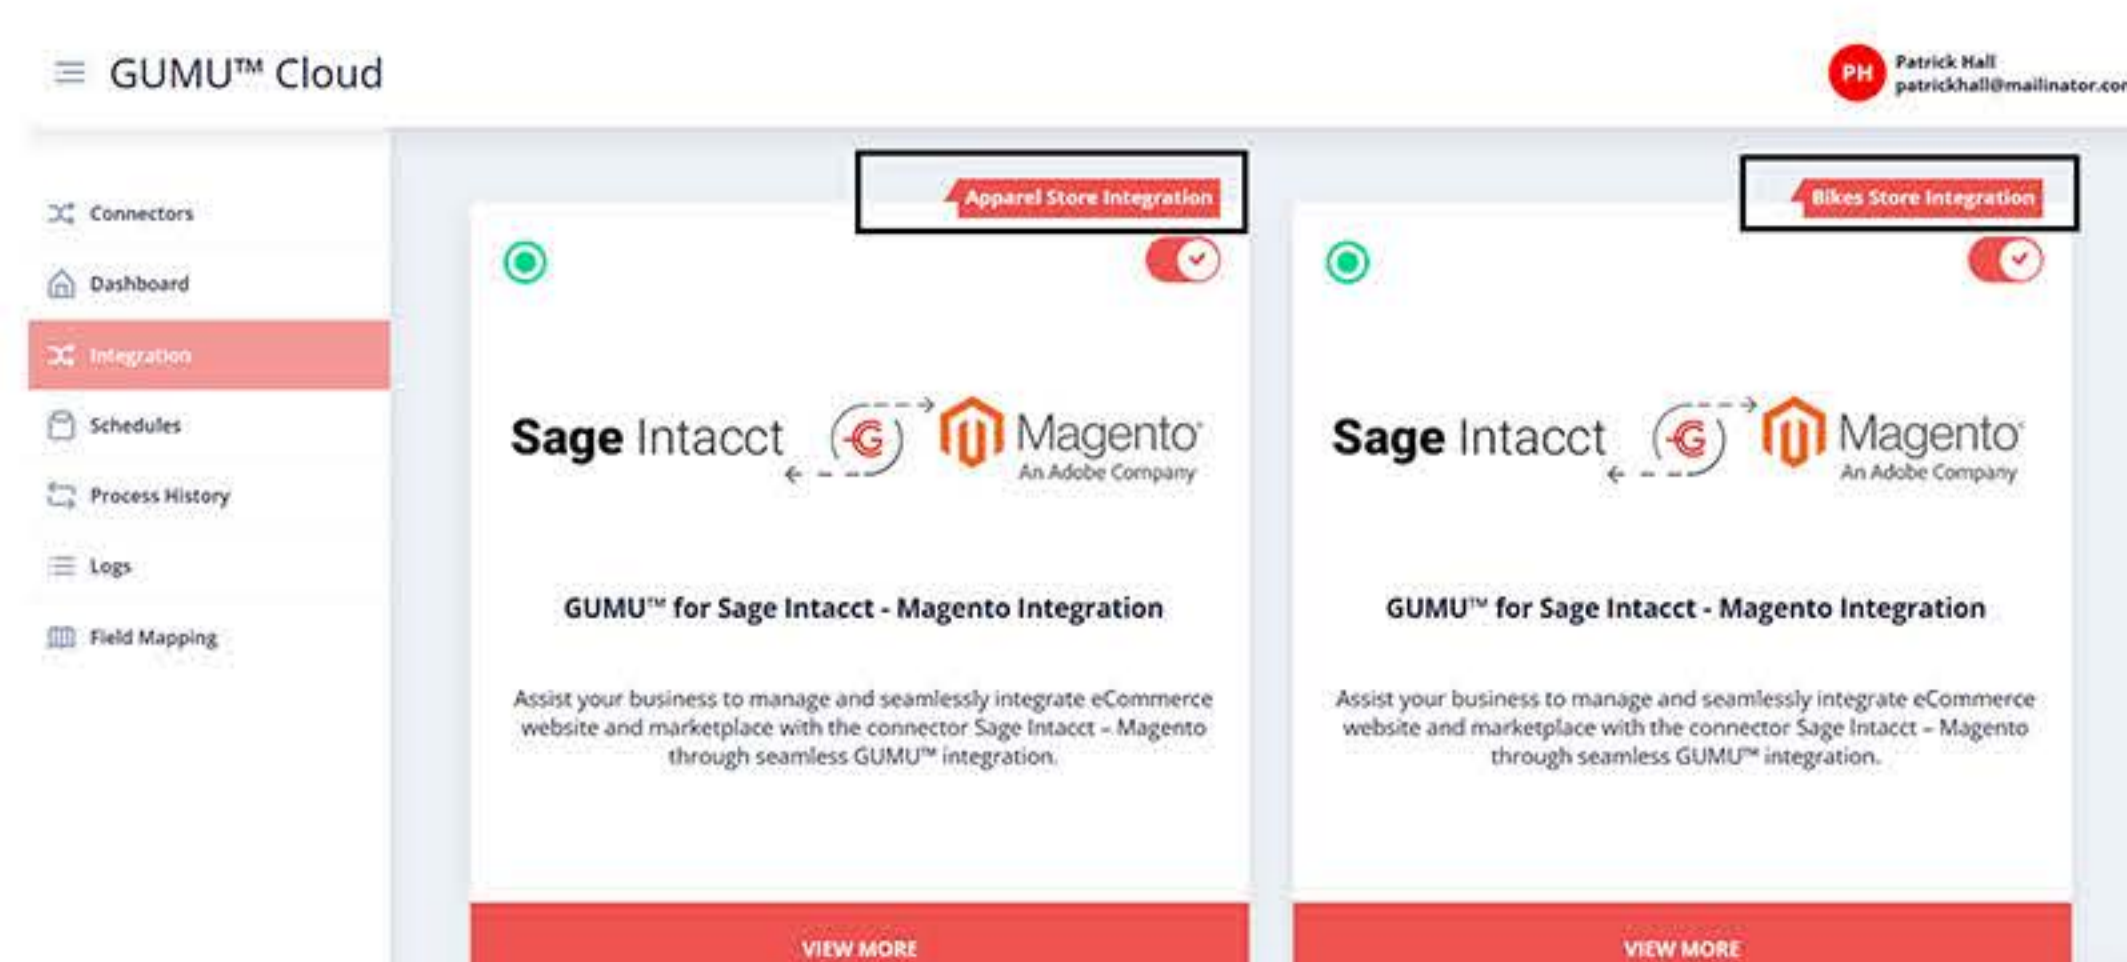 GUMU™ Cloud
PH
Patrick Hall
patrickhall@mailinator.com
Connectors
Dashboard
Integration
Schedules
Process History
Logs
Field Mapping
Apparel Store Integration
Sage Intacct
G
Magento
An Adobe Company
GUMU™ for Sage Intacct - Magento Integration
Assist your business to manage and seamlessly integrate eCommerce
website and marketplace with the connector Sage Intacct – Magento
through seamless GUMU™ integration.
VIEW MORE
Bikes Store Integration
Sage Intacct
G
Magento
An Adobe Company
GUMU™ for Sage Intacct - Magento Integration
Assist your business to manage and seamlessly integrate eCommerce
website and marketplace with the connector Sage Intacct – Magento
through seamless GUMU™ integration.
VIEW MORE